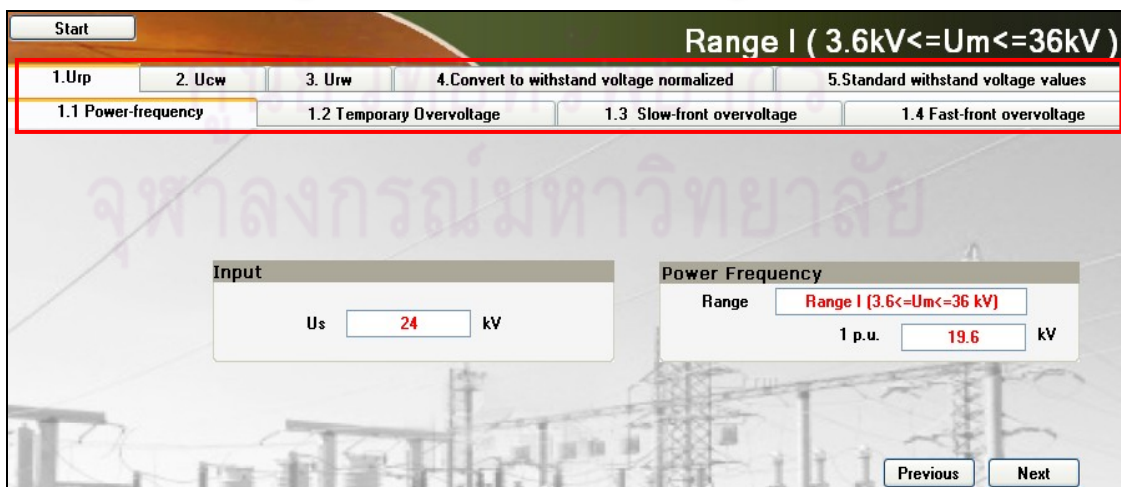 Start
Range I ( 3.6kV<=Um<=36kV )
1.Urp
2. Ucw
3. Urw
4.Convert to withstand voltage normalized
5.Standard withstand voltage values
1.1 Power-frequency
1.2 Temporary Overvoltage
1.3 Slow-front overvoltage
1.4 Fast-front overvoltage
จุฬาลงกรณ์มหาวิทยาลัย
Input
Us 24 kV
Power Frequency
Range Range I (3.6<=Um<=36 kV)
1 p.u. 19.6 kV
Previous
Next